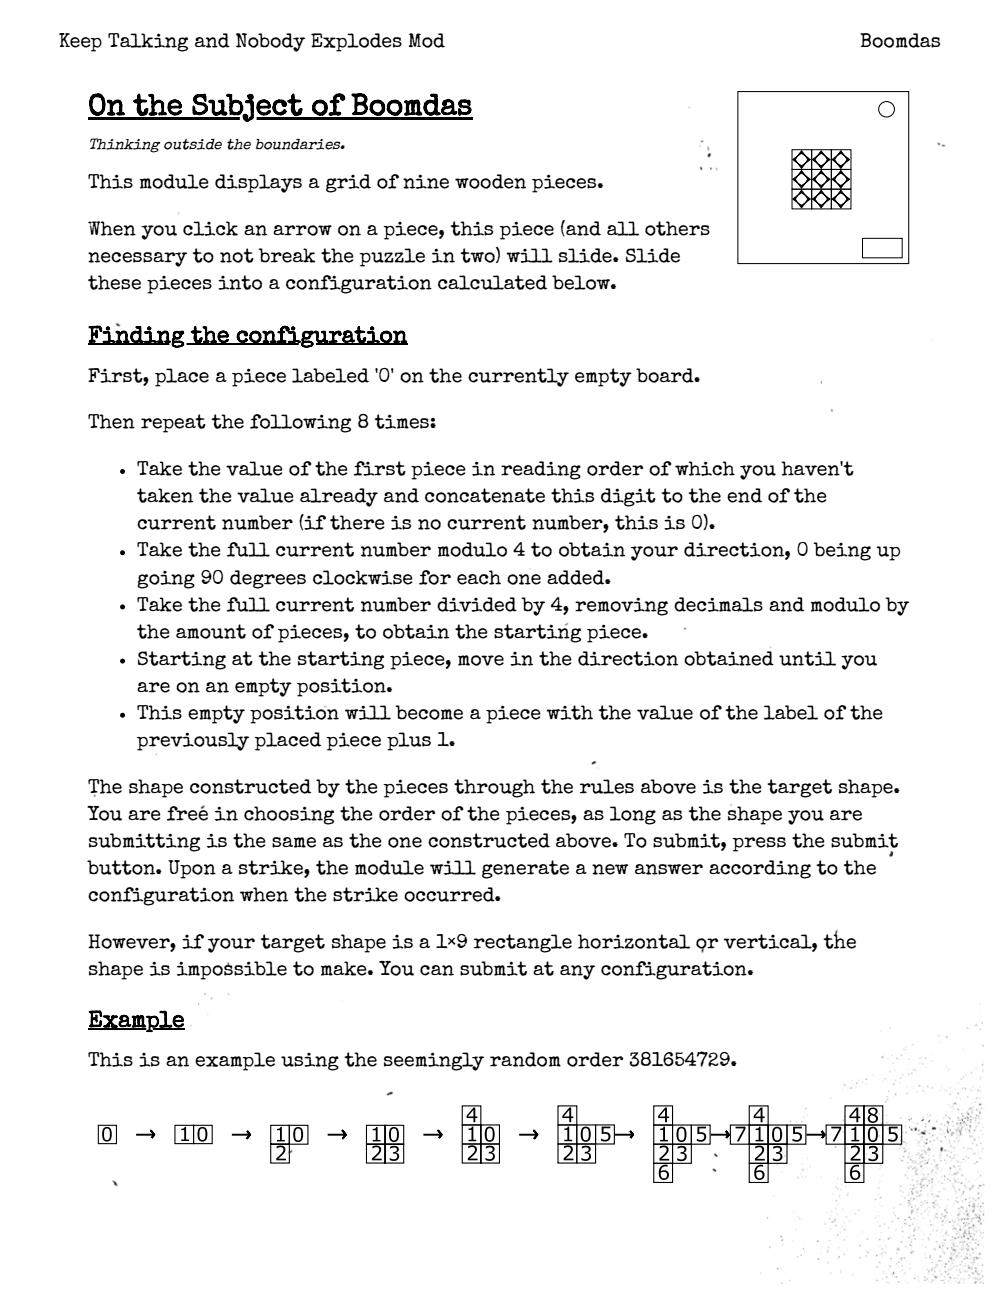 Keep Talking and Nobody Explodes Mod
Boomdas
On the Subject of Boomdas
Thinking outside the boundaries.
This module displays a grid of nine wooden pieces.
When you click an arrow on a piece, this piece (and all others
necessary to not break the puzzle in two) will slide. Slide
these pieces into a configuration calculated below.
Finding the configuration
First, place a piece labeled '0' on the currently empty board.
Then repeat the following 8 times:
• Take the value of the first piece in reading order of which you haven't
taken the value already and concatenate this digit to the end of the
current number (if there is no current number, this is 0).
• Take the full current number modulo 4 to obtain your direction, 0 being up
going 90 degrees clockwise for each one added.
• Take the full current number divided by 4, removing decimals and modulo by
the amount of pieces, to obtain the starting piece.
• Starting at the starting piece, move in the direction obtained until you
are on an empty position.
• This empty position will become a piece with the value of the label of the
previously placed piece plus 1.
The shape constructed by the pieces through the rules above is the target shape.
You are free in choosing the order of the pieces, as long as the shape you are
submitting is the same as the one constructed above. To submit, press the submit
button. Upon a strike, the module will generate a new answer according to the
configuration when the strike occurred.
However, if your target shape is a 1×9 rectangle horizontal or vertical, the
shape is impossible to make. You can submit at any configuration.
Example
This is an example using the seemingly random order 381654729.
4 4 4 4 48
0 → 10 → 10 → 10 → 10 → 105→ 105→7105→7105
2 23 23 23 23 23 23
6 6 6